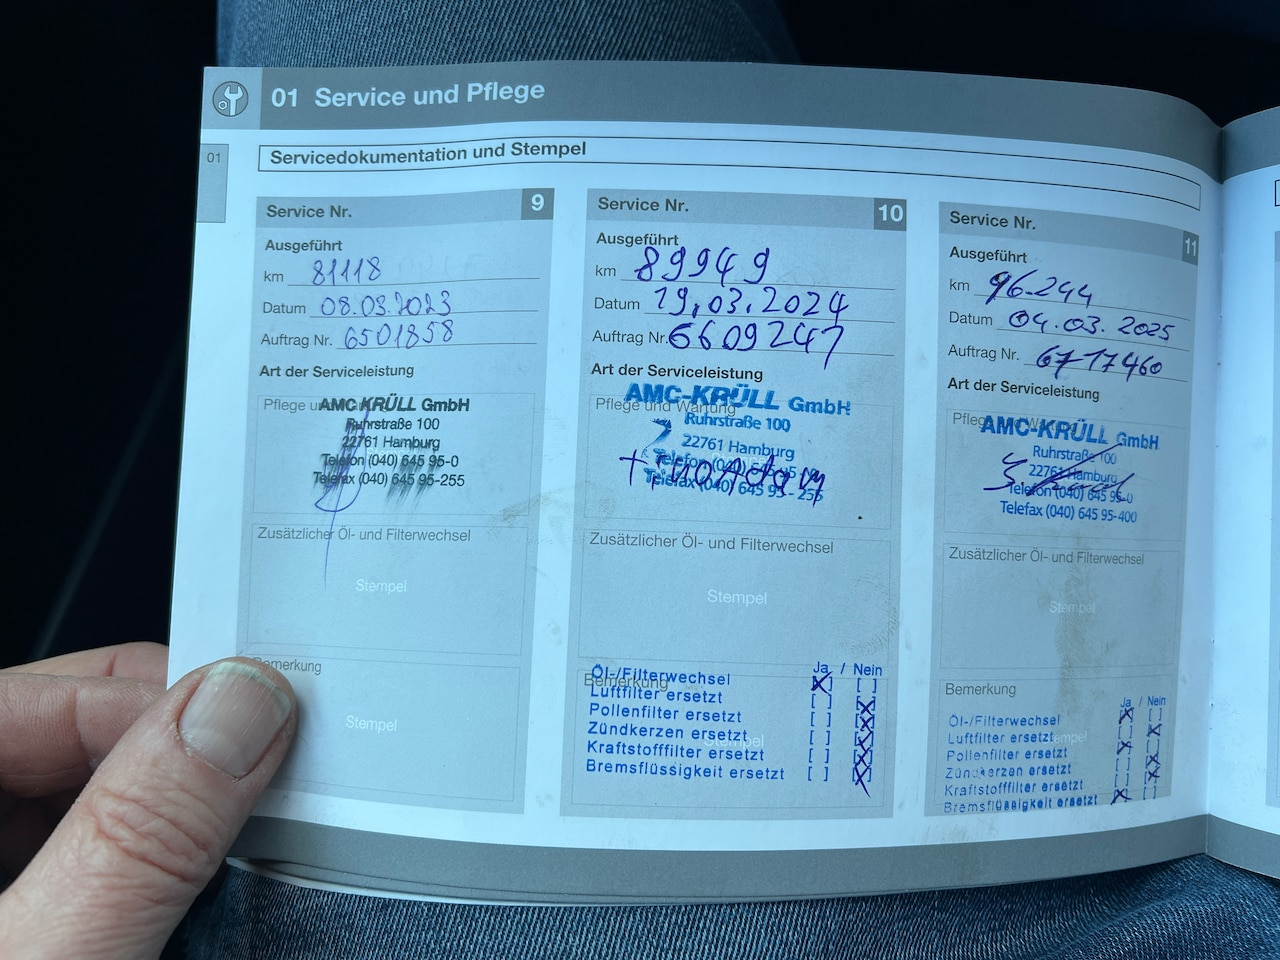 01 Service und Pflege
01
Servicedokumentation und Stempel
Service Nr. 9
Ausgeführt
km 81118
Datum 08.03.2023
Auftrag Nr. 6501858
Art der Serviceleistung
AMC KRÜLL GmbH
Ruhrstraße 100
22761 Hamburg
Telefon (040) 645 95-0
Telefax (040) 645 95-255
Zusätzlicher Öl- und Filterwechsel
Stempel
Bemerkung
Stempel
Service Nr. 10
Ausgeführt
km 89949
Datum 19.03.2024
Auftrag Nr. 6609247
Art der Serviceleistung
Pflege und Wartung
AMC-KRÜLL GmbH
Ruhrstraße 100
22761 Hamburg
Telefon (040) 645 95
Telefax (040) 645 95-255
Zusätzlicher Öl- und Filterwechsel
Stempel
Bemerkung
Ja / Nein
Öl-/Filterwechsel [X] [ ]
Luftfilter ersetzt [ ] [X]
Pollenfilter ersetzt [ ] [X]
Zündkerzen ersetzt [ ] [X]
Kraftstofffilter ersetzt [ ] [X]
Bremsflüssigkeit ersetzt [ ] [X]
Service Nr. 11
Ausgeführt
km 96.244
Datum 04.03.2025
Auftrag Nr. 6717460
Art der Serviceleistung
Pflege und Wartung
AMC-KRÜLL GmbH
Ruhrstraße 100
22761 Hamburg
Telefon (040) 645 95-0
Telefax (040) 645 95-400
Zusätzlicher Öl- und Filterwechsel
Stempel
Bemerkung
Ja / Nein
Öl-/Filterwechsel [X] [ ]
Luftfilter ersetzt [ ] [X]
Pollenfilter ersetzt [X] [ ]
Zündkerzen ersetzt [ ] [X]
Kraftstofffilter ersetzt [ ] [X]
Bremsflüssigkeit ersetzt [X] [ ]